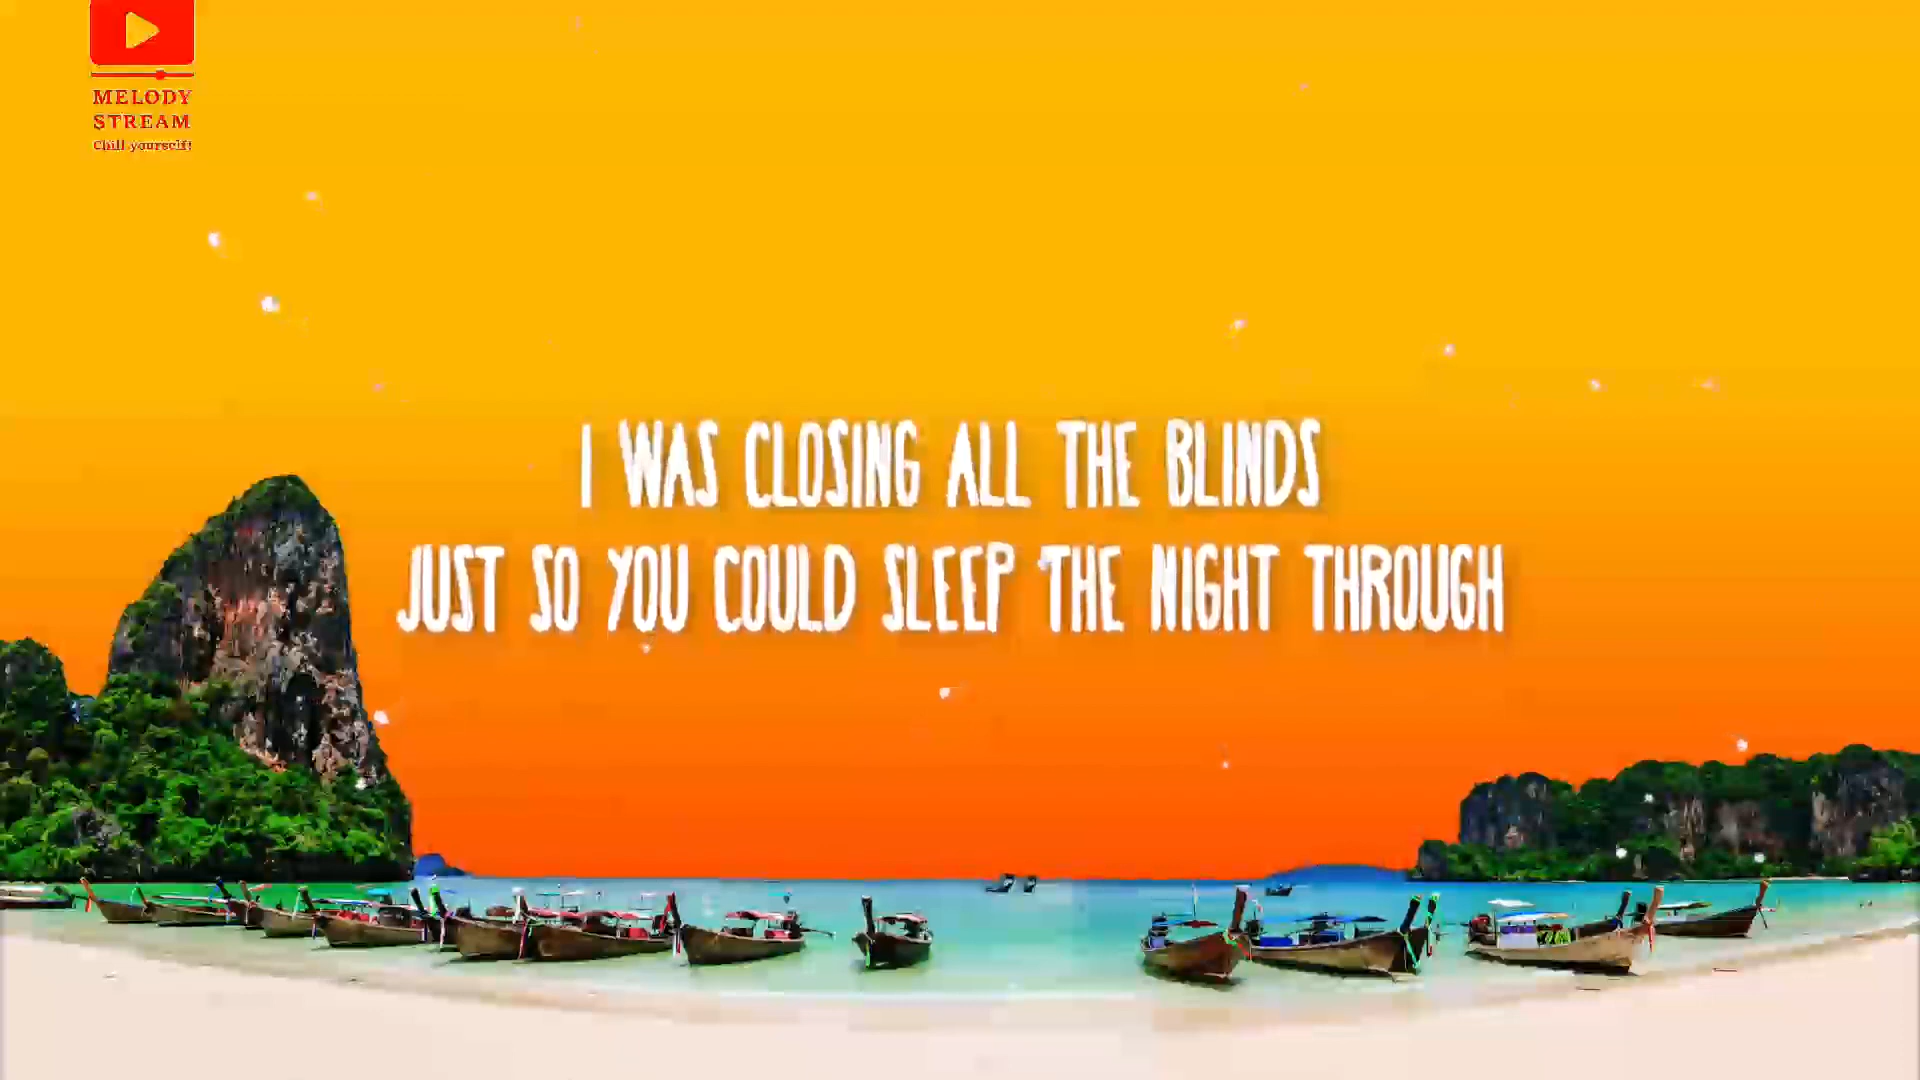 MELODY
STREAM
Chill yourself!
I WAS CLOSING ALL THE BLINDS
JUST SO YOU COULD SLEEP THE NIGHT THROUGH